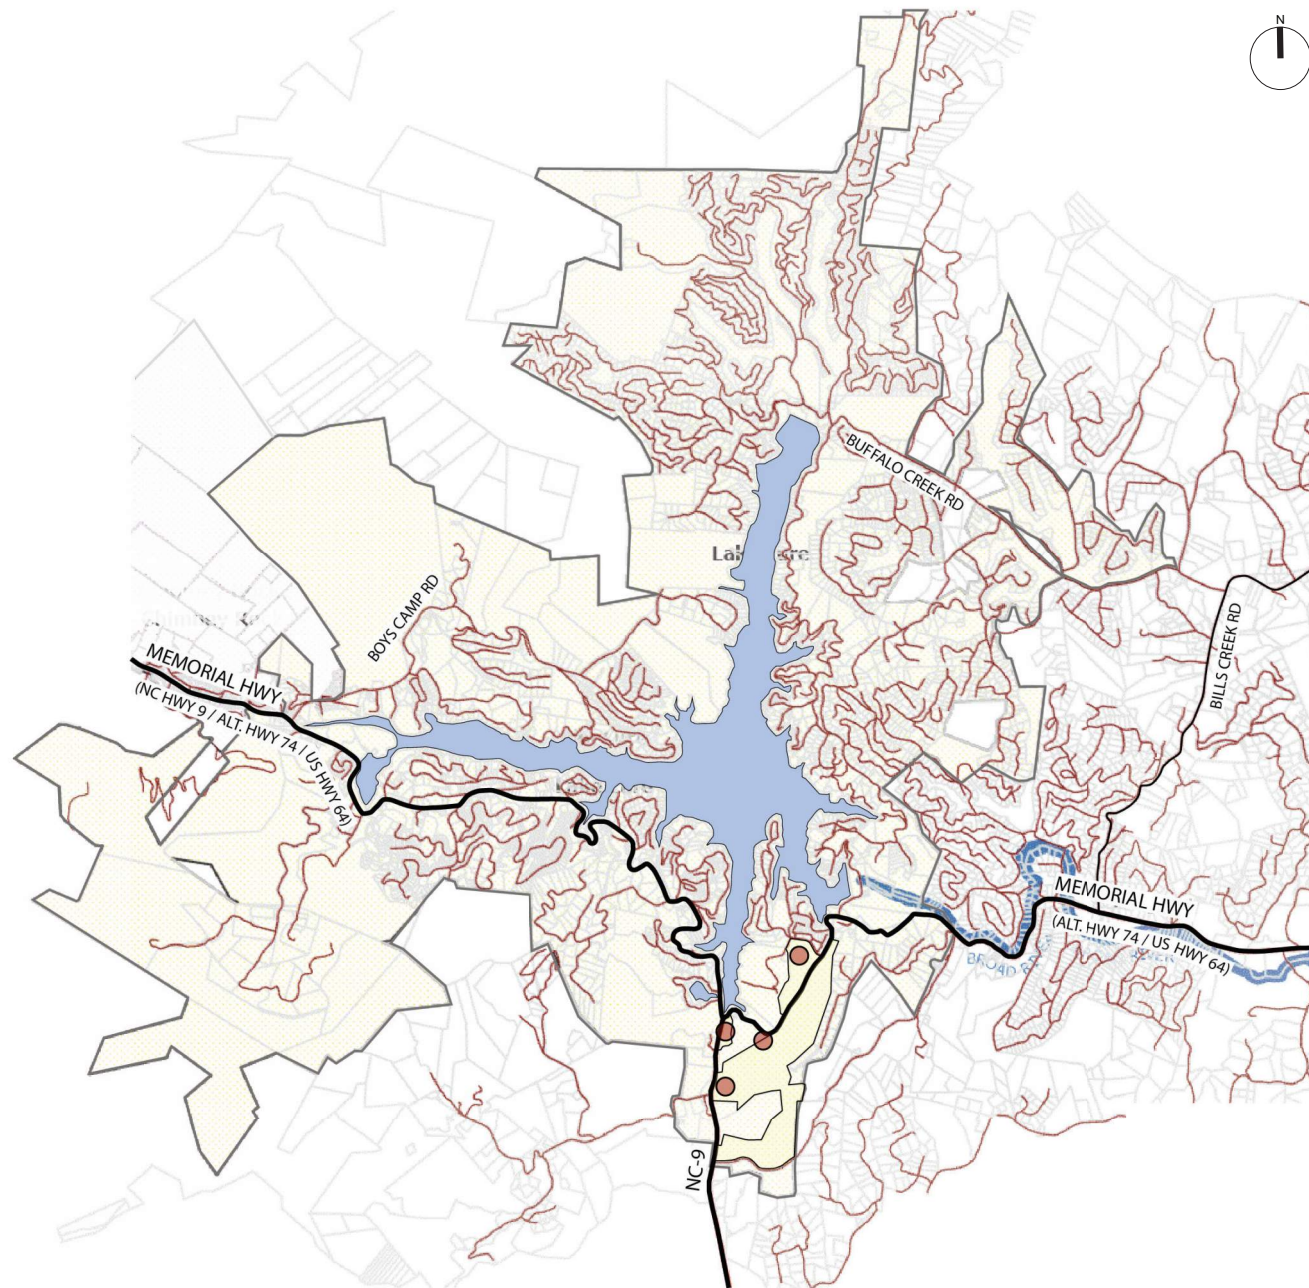 N
BUFFALO CREEK RD
BOYS CAMP RD
BILLS CREEK RD
MEMORIAL HWY
(NC HWY 9 / ALT. HWY 74 / US HWY 64)
MEMORIAL HWY
(ALT. HWY 74 / US HWY 64)
BROAD
NC-9